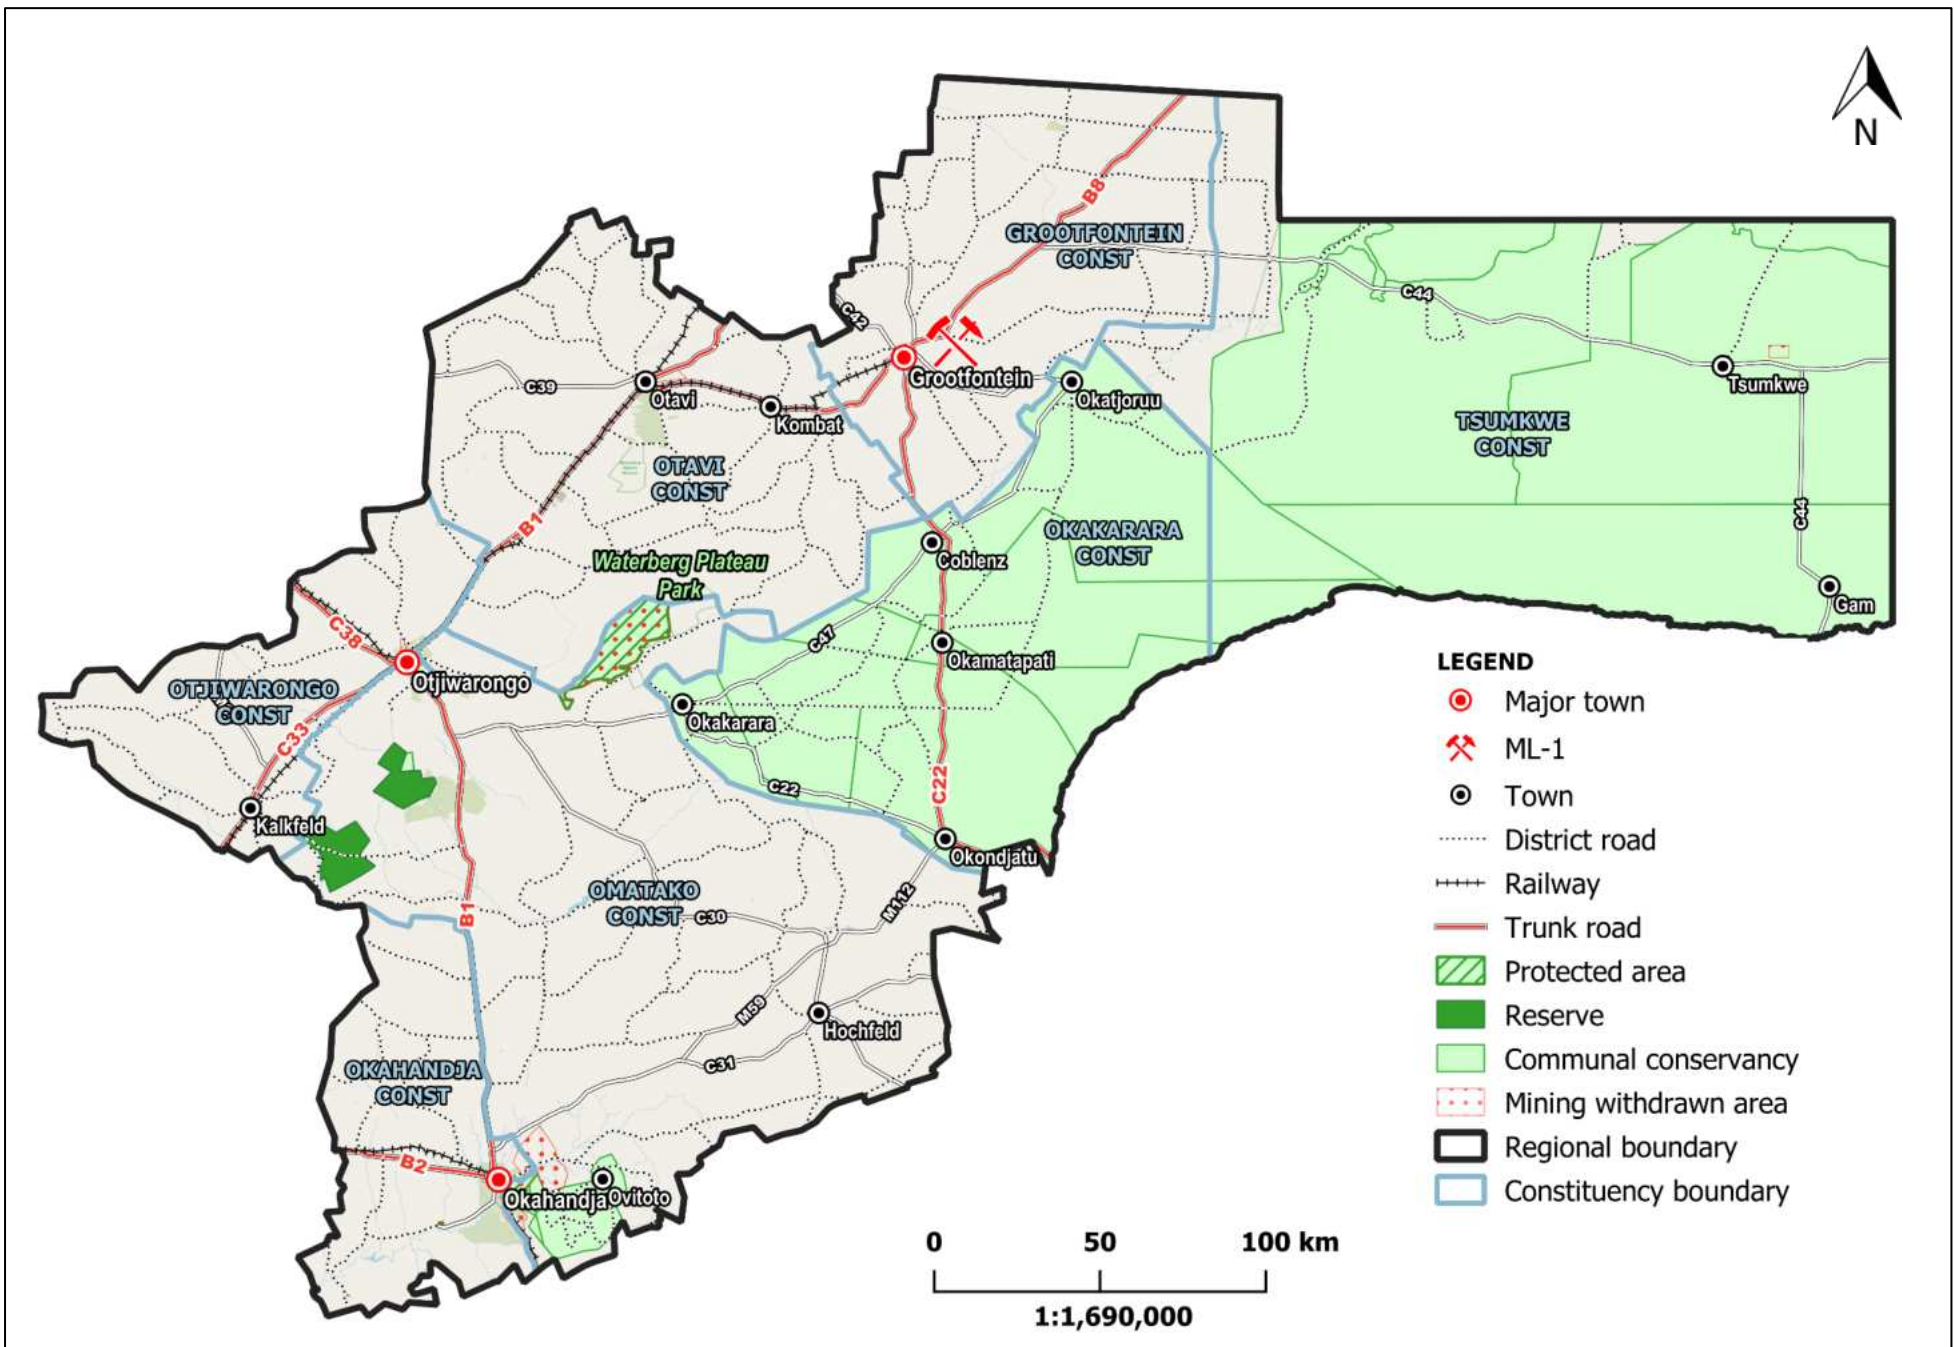 N
B8
GROOTFONTEIN
CONST
C42
C44
Grootfontein
C39
Otavi
Kombat
Okatjoruu
Tsumkwe
TSUMKWE
CONST
OTAVI
CONST
C44
B1
OKAKARARA
CONST
Waterberg Plateau
Park
Coblenz
Gam
C38
C47
Okamatapati
Otjiwarongo
OTJIWARONGO
CONST
C33
Okakarara
C22
C22
Kalkfeld
Okondjatu
OMATAKO
CONST
C30
M112
B1
M59
Hochfeld
C31
OKAHANDJA
CONST
B2
Okahandja
Ovitoto
LEGEND
Major town
ML-1
Town
District road
Railway
Trunk road
Protected area
Reserve
Communal conservancy
Mining withdrawn area
Regional boundary
Constituency boundary
0 50 100 km
1:1,690,000